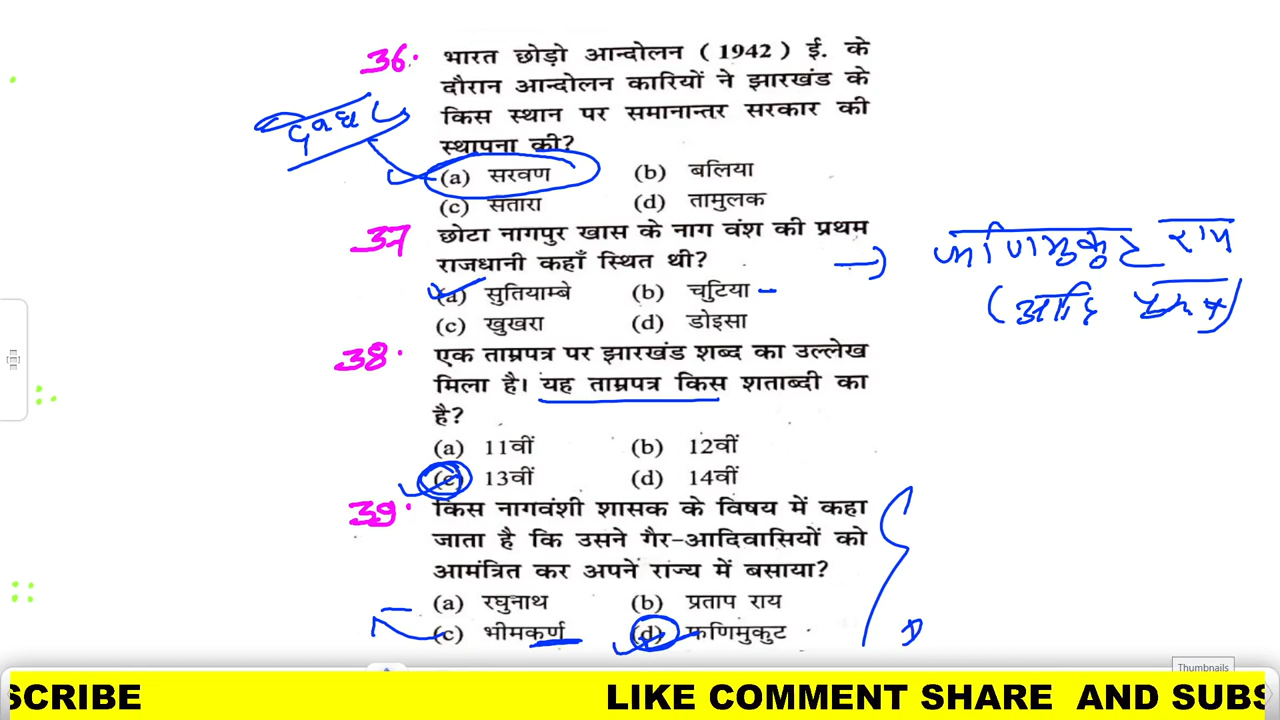 36. भारत छोड़ो आन्दोलन ( 1942 ) ई. के
दौरान आन्दोलन कारियों ने झारखंड के
किस स्थान पर समानान्तर सरकार की
स्थापना की?
(a) सरवण (b) बलिया
(c) सतारा (d) तामुलक
37 छोटा नागपुर खास के नाग वंश की प्रथम
राजधानी कहाँ स्थित थी?
(a) सुतियाम्बे (b) चुटिया
(c) खुखरा (d) डोइसा
फणिमुकुट राय
(आदि
38. एक ताम्रपत्र पर झारखंड शब्द का उल्लेख
मिला है। यह ताम्रपत्र किस शताब्दी का
है?
(a) 11वीं (b) 12वीं
(c) 13वीं (d) 14वीं
39. किस नागवंशी शासक के विषय में कहा
जाता है कि उसने गैर-आदिवासियों को
आमंत्रित कर अपने राज्य में बसाया?
(a) रघुनाथ (b) प्रताप राय
(c) भीमकर्ण (d) फणिमुकुट
Thumbnails
SCRIBE LIKE COMMENT SHARE AND SUBS